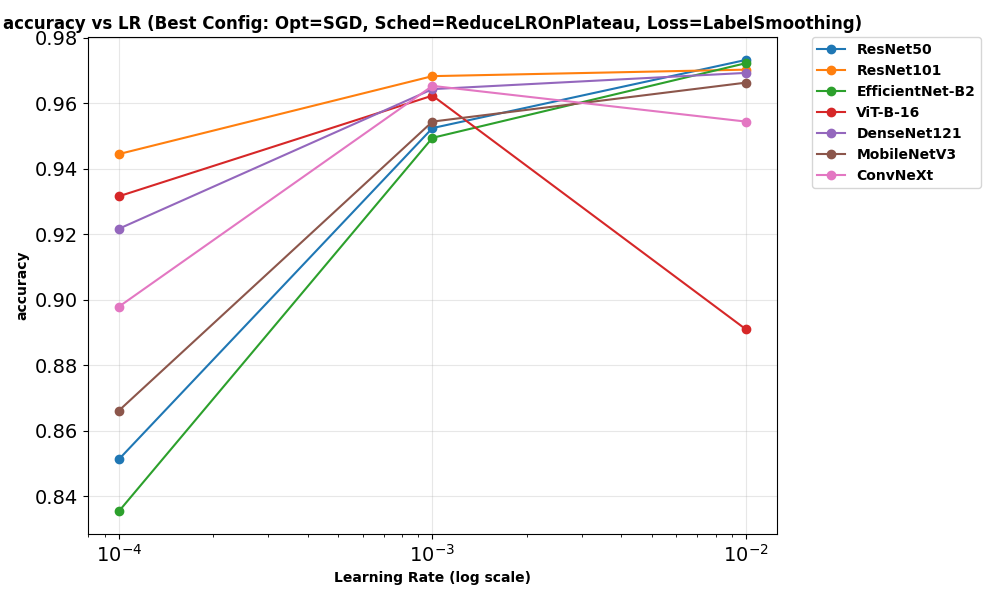 accuracy vs LR (Best Config: Opt=SGD, Sched=ReduceLROnPlateau, Loss=LabelSmoothing)
0.98
0.96
0.94
0.92
0.90
0.88
0.86
0.84
accuracy
10⁻⁴
10⁻³
10⁻²
Learning Rate (log scale)
ResNet50
ResNet101
EfficientNet-B2
ViT-B-16
DenseNet121
MobileNetV3
ConvNeXt